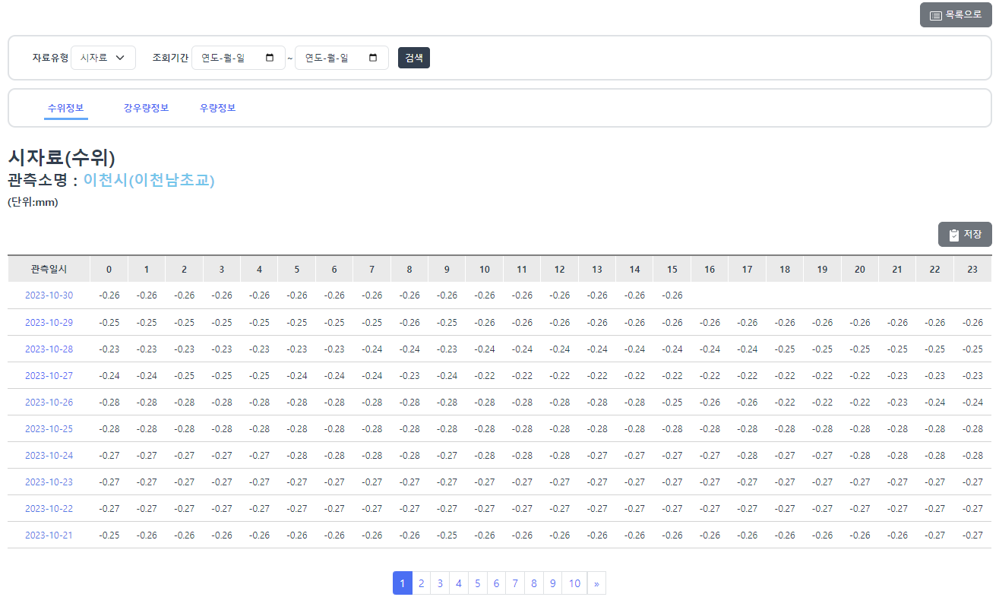 목록으로
자료유형 시자료 조회기간 연도-월-일 ~ 연도-월-일 검색
수위정보 강우량정보 우량정보
시자료(수위)
관측소명 : 이천시(이천남초교)
(단위:mm)
저장
관측일시 0 1 2 3 4 5 6 7 8 9 10 11 12 13 14 15 16 17 18 19 20 21 22 23
2023-10-30 -0.26 -0.26 -0.26 -0.26 -0.26 -0.26 -0.26 -0.26 -0.26 -0.26 -0.26 -0.26 -0.26 -0.26 -0.26 -0.26
2023-10-29 -0.25 -0.25 -0.25 -0.25 -0.25 -0.25 -0.25 -0.25 -0.26 -0.25 -0.26 -0.26 -0.26 -0.26 -0.26 -0.26 -0.26 -0.26 -0.26 -0.26 -0.26 -0.26 -0.26 -0.26
2023-10-28 -0.23 -0.23 -0.23 -0.23 -0.23 -0.23 -0.23 -0.24 -0.24 -0.23 -0.24 -0.24 -0.24 -0.24 -0.24 -0.24 -0.24 -0.24 -0.25 -0.25 -0.25 -0.25 -0.25 -0.25
2023-10-27 -0.24 -0.24 -0.25 -0.25 -0.25 -0.24 -0.24 -0.24 -0.23 -0.24 -0.22 -0.22 -0.22 -0.22 -0.22 -0.22 -0.22 -0.22 -0.22 -0.22 -0.22 -0.23 -0.23 -0.23
2023-10-26 -0.28 -0.28 -0.28 -0.28 -0.28 -0.28 -0.28 -0.28 -0.28 -0.28 -0.28 -0.28 -0.28 -0.28 -0.28 -0.25 -0.26 -0.26 -0.22 -0.22 -0.22 -0.23 -0.24 -0.24
2023-10-25 -0.28 -0.28 -0.28 -0.28 -0.28 -0.28 -0.28 -0.28 -0.28 -0.28 -0.28 -0.28 -0.28 -0.28 -0.28 -0.28 -0.28 -0.28 -0.28 -0.28 -0.28 -0.28 -0.28 -0.28
2023-10-24 -0.27 -0.27 -0.27 -0.27 -0.27 -0.28 -0.28 -0.28 -0.28 -0.27 -0.28 -0.28 -0.28 -0.27 -0.27 -0.27 -0.27 -0.28 -0.27 -0.27 -0.28 -0.28 -0.28 -0.28
2023-10-23 -0.27 -0.27 -0.27 -0.27 -0.27 -0.27 -0.27 -0.27 -0.27 -0.27 -0.27 -0.27 -0.27 -0.27 -0.27 -0.27 -0.27 -0.27 -0.27 -0.27 -0.27 -0.27 -0.27 -0.27
2023-10-22 -0.27 -0.27 -0.27 -0.27 -0.27 -0.27 -0.27 -0.27 -0.27 -0.27 -0.27 -0.27 -0.27 -0.27 -0.27 -0.27 -0.27 -0.27 -0.27 -0.27 -0.27 -0.27 -0.27 -0.27
2023-10-21 -0.25 -0.26 -0.26 -0.26 -0.26 -0.26 -0.26 -0.26 -0.26 -0.25 -0.26 -0.26 -0.26 -0.26 -0.26 -0.26 -0.26 -0.26 -0.26 -0.26 -0.26 -0.26 -0.27 -0.27
1 2 3 4 5 6 7 8 9 10 »